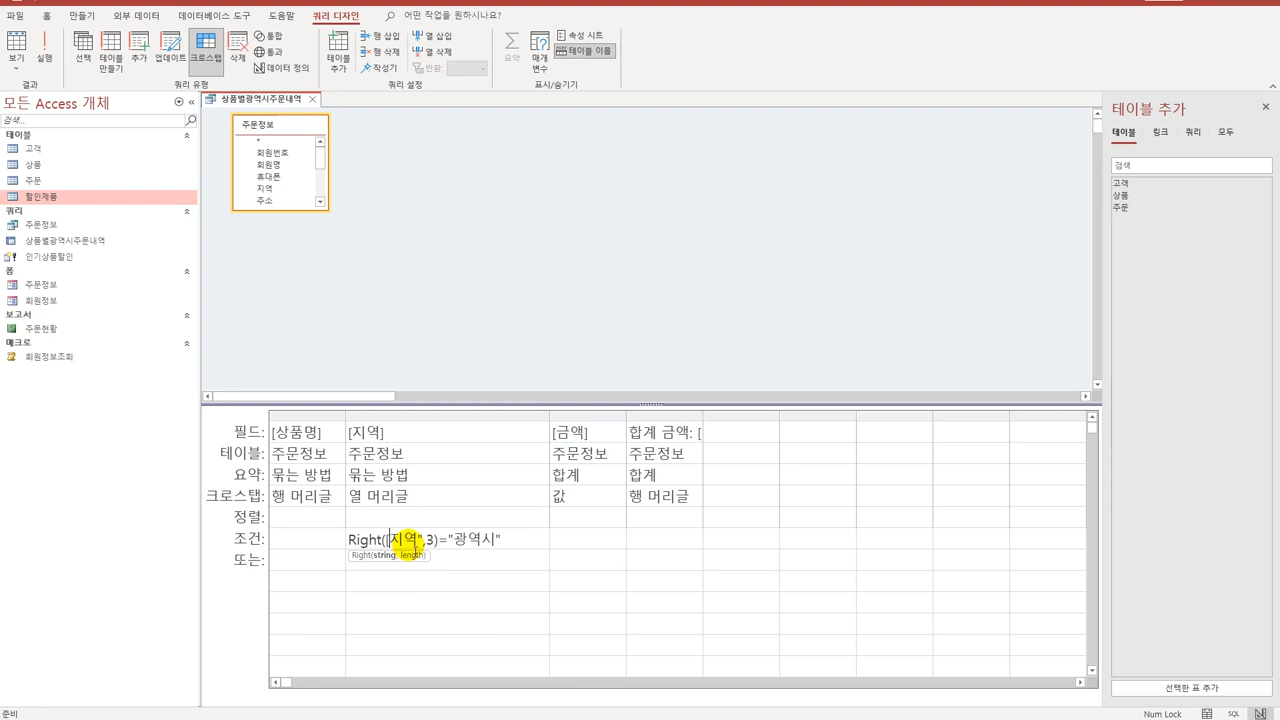 파일 홈 만들기 외부 데이터 데이터베이스 도구 도움말 쿼리 디자인 어떤 작업을 원하시나요?
보기 실행 선택 테이블 만들기 추가 업데이트 크로스탭 삭제 통합 통과 데이터 정의 테이블 추가 행 삽입 행 삭제 작성기 열 삽입 열 삭제 반환: 요약 매개 변수 속성 시트 테이블 이름
결과 쿼리 유형 쿼리 설정 표시/숨기기
모든 Access 개체
검색...
테이블
고객
상품
주문
할인제품
쿼리
주문정보
상품별광역시주문내역
인기상품할인
폼
주문정보
회원정보
보고서
주문현황
매크로
회원정보조회
상품별광역시주문내역
주문정보
*
회원번호
회원명
휴대폰
지역
주소
필드: [상품명] [지역] [금액] 합계 금액: [
테이블: 주문정보 주문정보 주문정보 주문정보
요약: 묶는 방법 묶는 방법 합계 합계
크로스탭: 행 머리글 열 머리글 값 행 머리글
정렬:
조건: Right([지역",3)="광역시"
Right(string, length)
또는:
테이블 추가
테이블 링크 쿼리 모두
검색
고객
상품
주문
선택한 표 추가
준비 Num Lock SQL